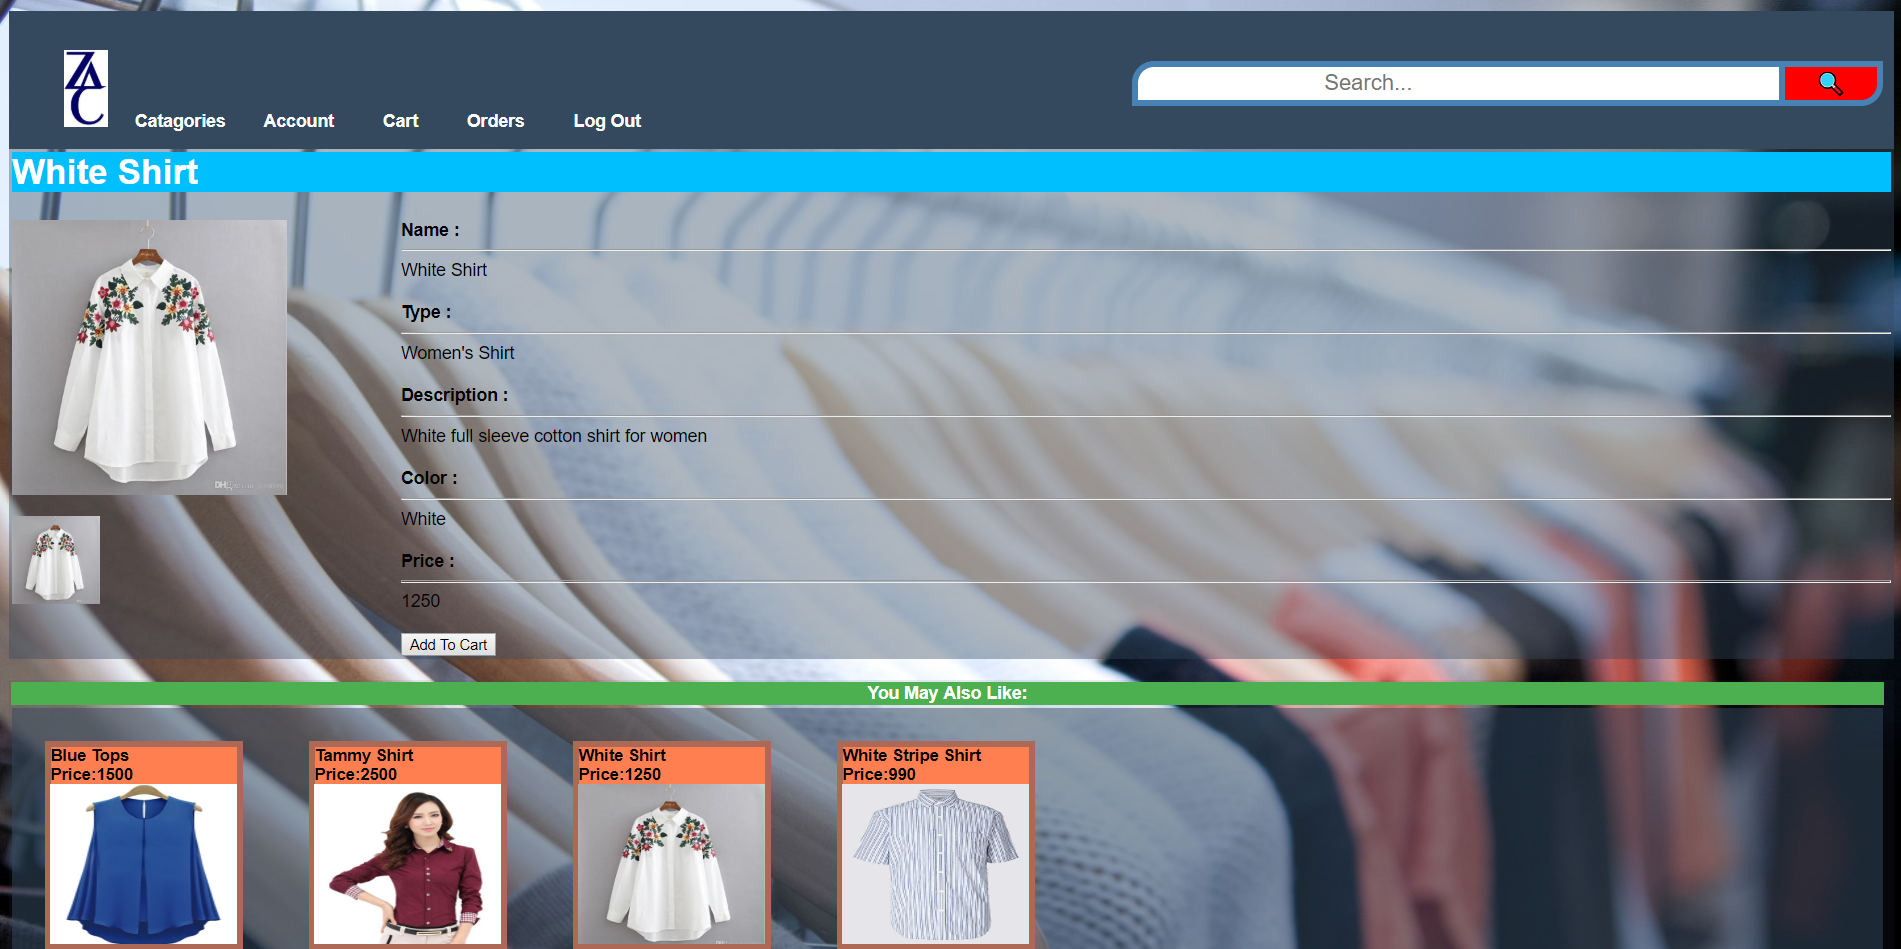 ZAC
Search...
Catagories Account Cart Orders Log Out
White Shirt
Name :
White Shirt
Type :
Women's Shirt
Description :
White full sleeve cotton shirt for women
Color :
White
Price :
1250
Add To Cart
You May Also Like:
Blue Tops
Price:1500
Tammy Shirt
Price:2500
White Shirt
Price:1250
White Stripe Shirt
Price:990